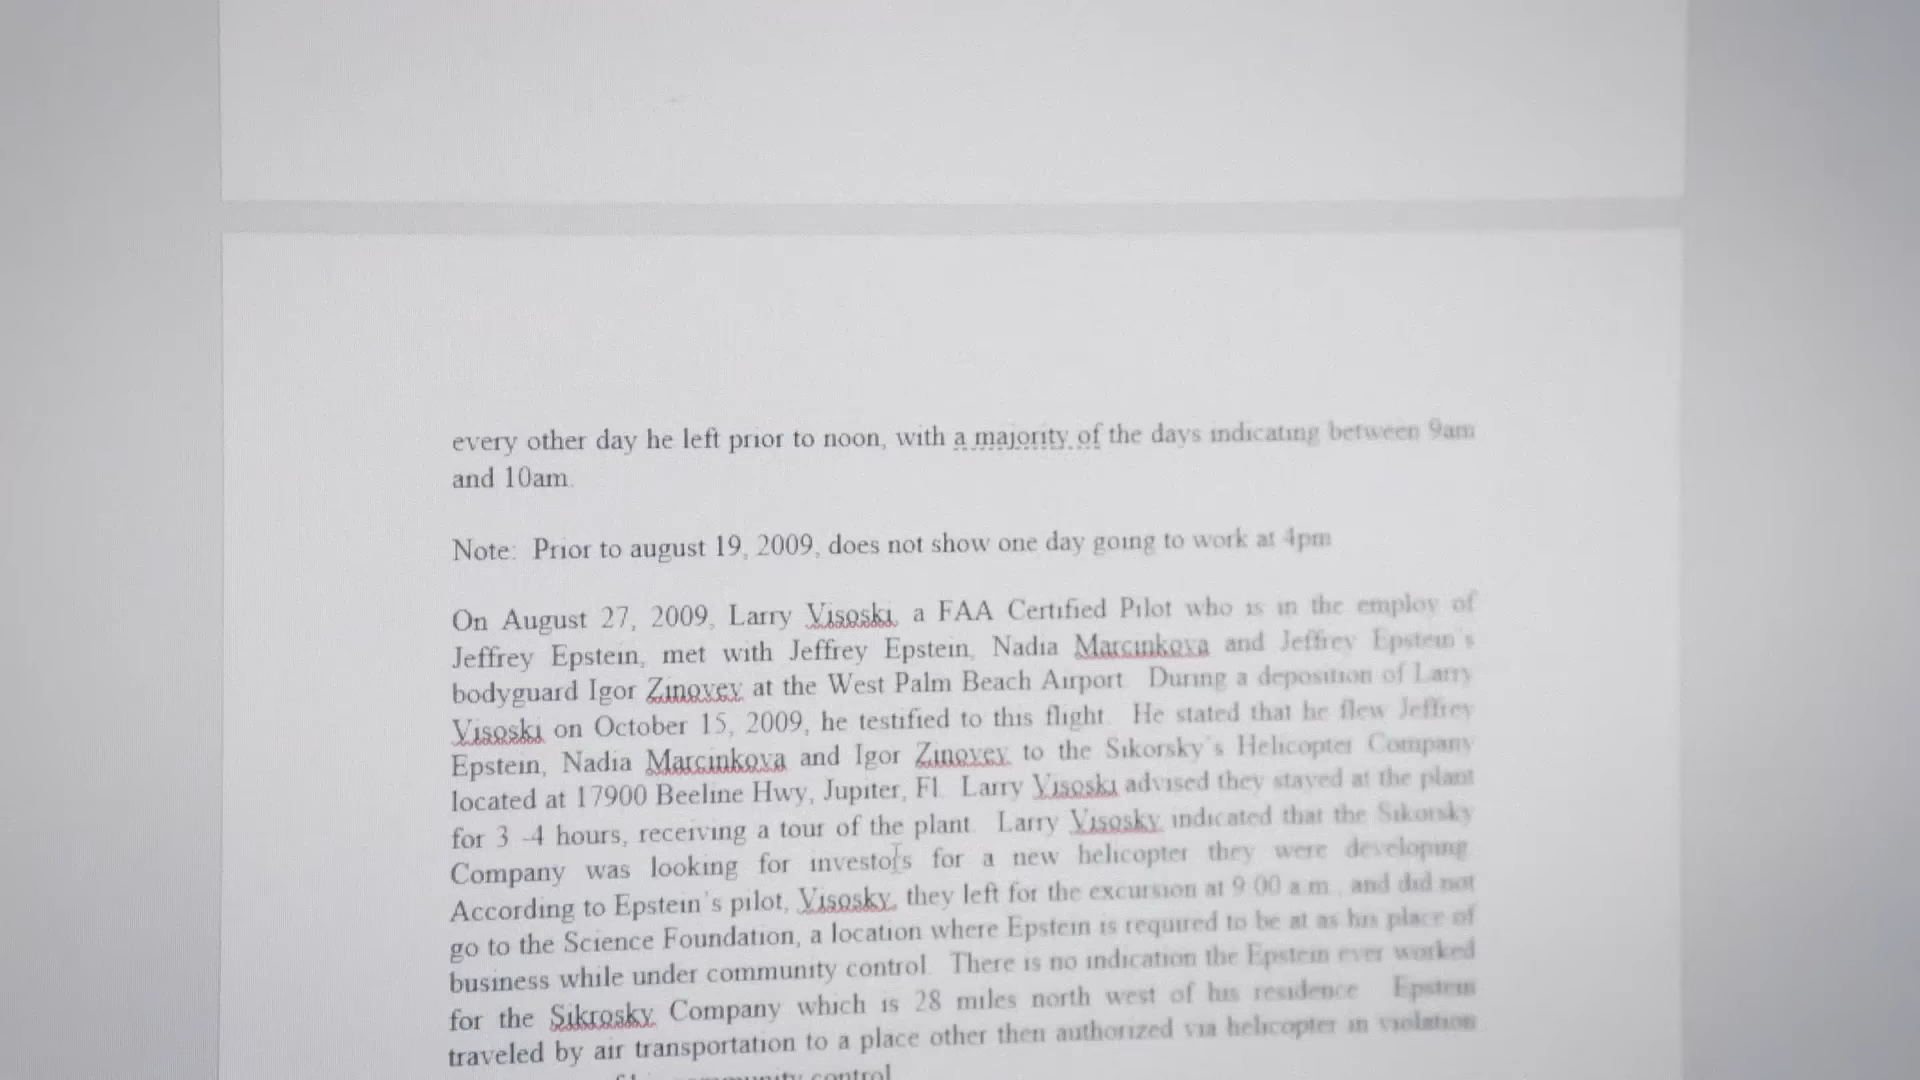 every other day he left prior to noon, with a majority of the days indicating between 9am
and 10am.
Note:  Prior to august 19, 2009, does not show one day going to work at 4pm
On August 27, 2009, Larry Visoski, a FAA Certified Pilot who is in the employ of
Jeffrey Epstein, met with Jeffrey Epstein, Nadia Marcinkova and Jeffrey Epstein's
bodyguard Igor Zinovey at the West Palm Beach Airport.  During a deposition of Larry
Visoski on October 15, 2009, he testified to this flight.  He stated that he flew Jeffrey
Epstein, Nadia Marcinkova and Igor Zinovey to the Sikorsky's Helicopter Company
located at 17900 Beeline Hwy, Jupiter, Fl.  Larry Visoski advised they stayed at the plant
for 3 -4 hours, receiving a tour of the plant.  Larry Visosky indicated that the Sikorsky
Company was looking for investors for a new helicopter they were developing.
According to Epstein's pilot, Visosky, they left for the excursion at 9:00 a.m., and did not
go to the Science Foundation, a location where Epstein is required to be at as his place of
business while under community control.  There is no indication the Epstein ever worked
for the Sikrosky Company which is 28 miles north west of his residence.  Epstein
traveled by air transportation to a place other then authorized via helicopter in violation
community control